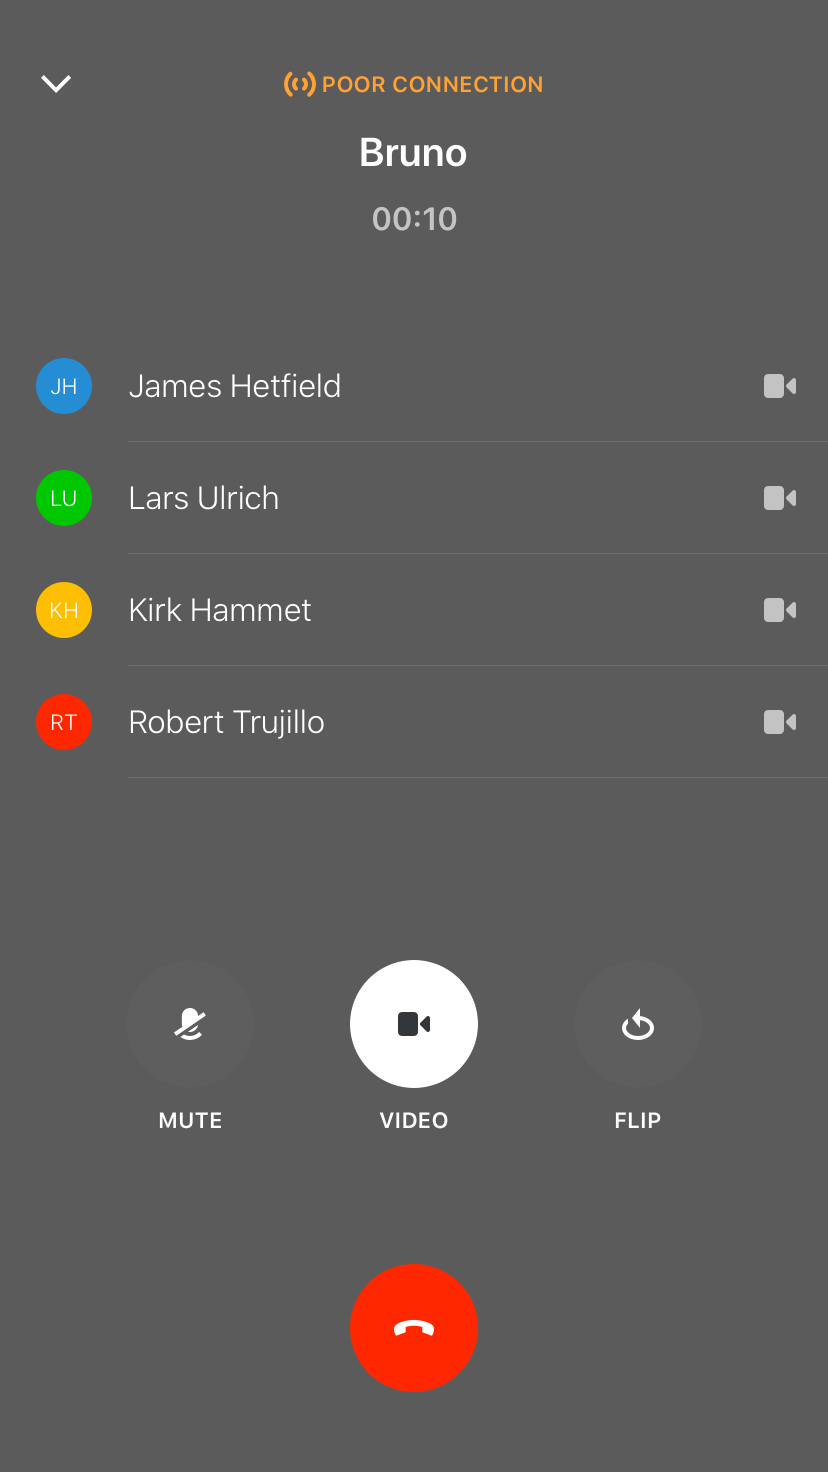 POOR CONNECTION
Bruno
00:10
JH James Hetfield
LU Lars Ulrich
KH Kirk Hammet
RT Robert Trujillo
MUTE VIDEO FLIP